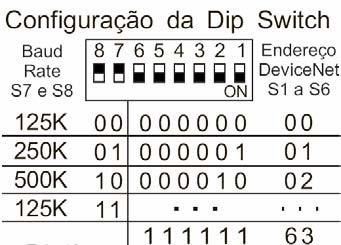 Configuração da Dip Switch
Baud Rate S7 e S8
8 7 6 5 4 3 2 1
ON
Endereço DeviceNet S1 a S6
125K 00 000000 00
250K 01 000001 01
500K 10 000010 02
125K 11 ... ...
111111 63